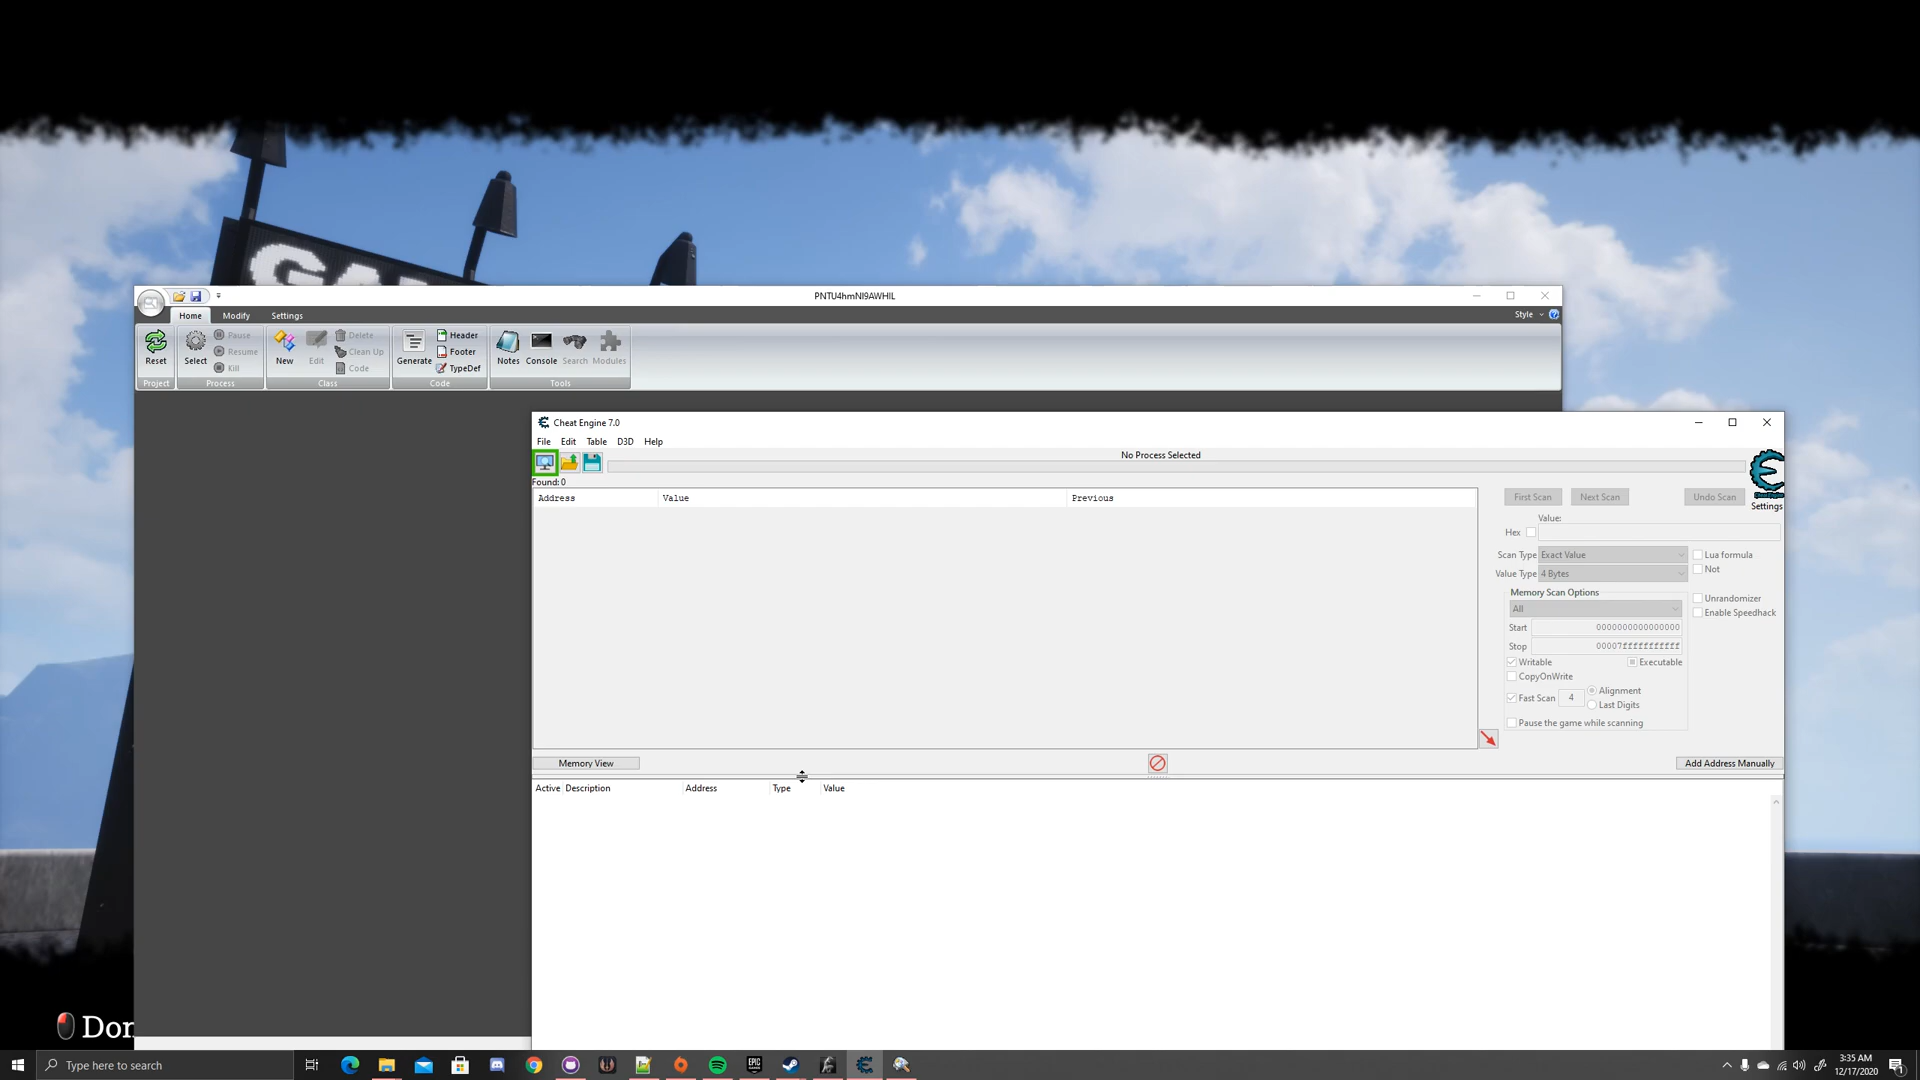 GA
PNTU4hmNI9AWHIL
Home Modify Settings Style
Reset Select Pause Resume Kill New Edit Delete Clean Up Code Generate Header Footer TypeDef Notes Console Search Modules
Project Process Class Code Tools
Cheat Engine 7.0
File Edit Table D3D Help
No Process Selected
Found: 0
Address Value Previous
First Scan Next Scan Undo Scan
Settings
Value:
Hex
Scan Type Exact Value Lua formula
Value Type 4 Bytes Not
Memory Scan Options
All
Unrandomizer
Enable Speedhack
Start 0000000000000000
Stop 00007fffffffffff
Writable Executable
CopyOnWrite
Fast Scan 4 Alignment
Last Digits
Pause the game while scanning
Memory View Add Address Manually
Active Description Address Type Value
Don
Type here to search
EPIC
3:35 AM
12/17/2020
1